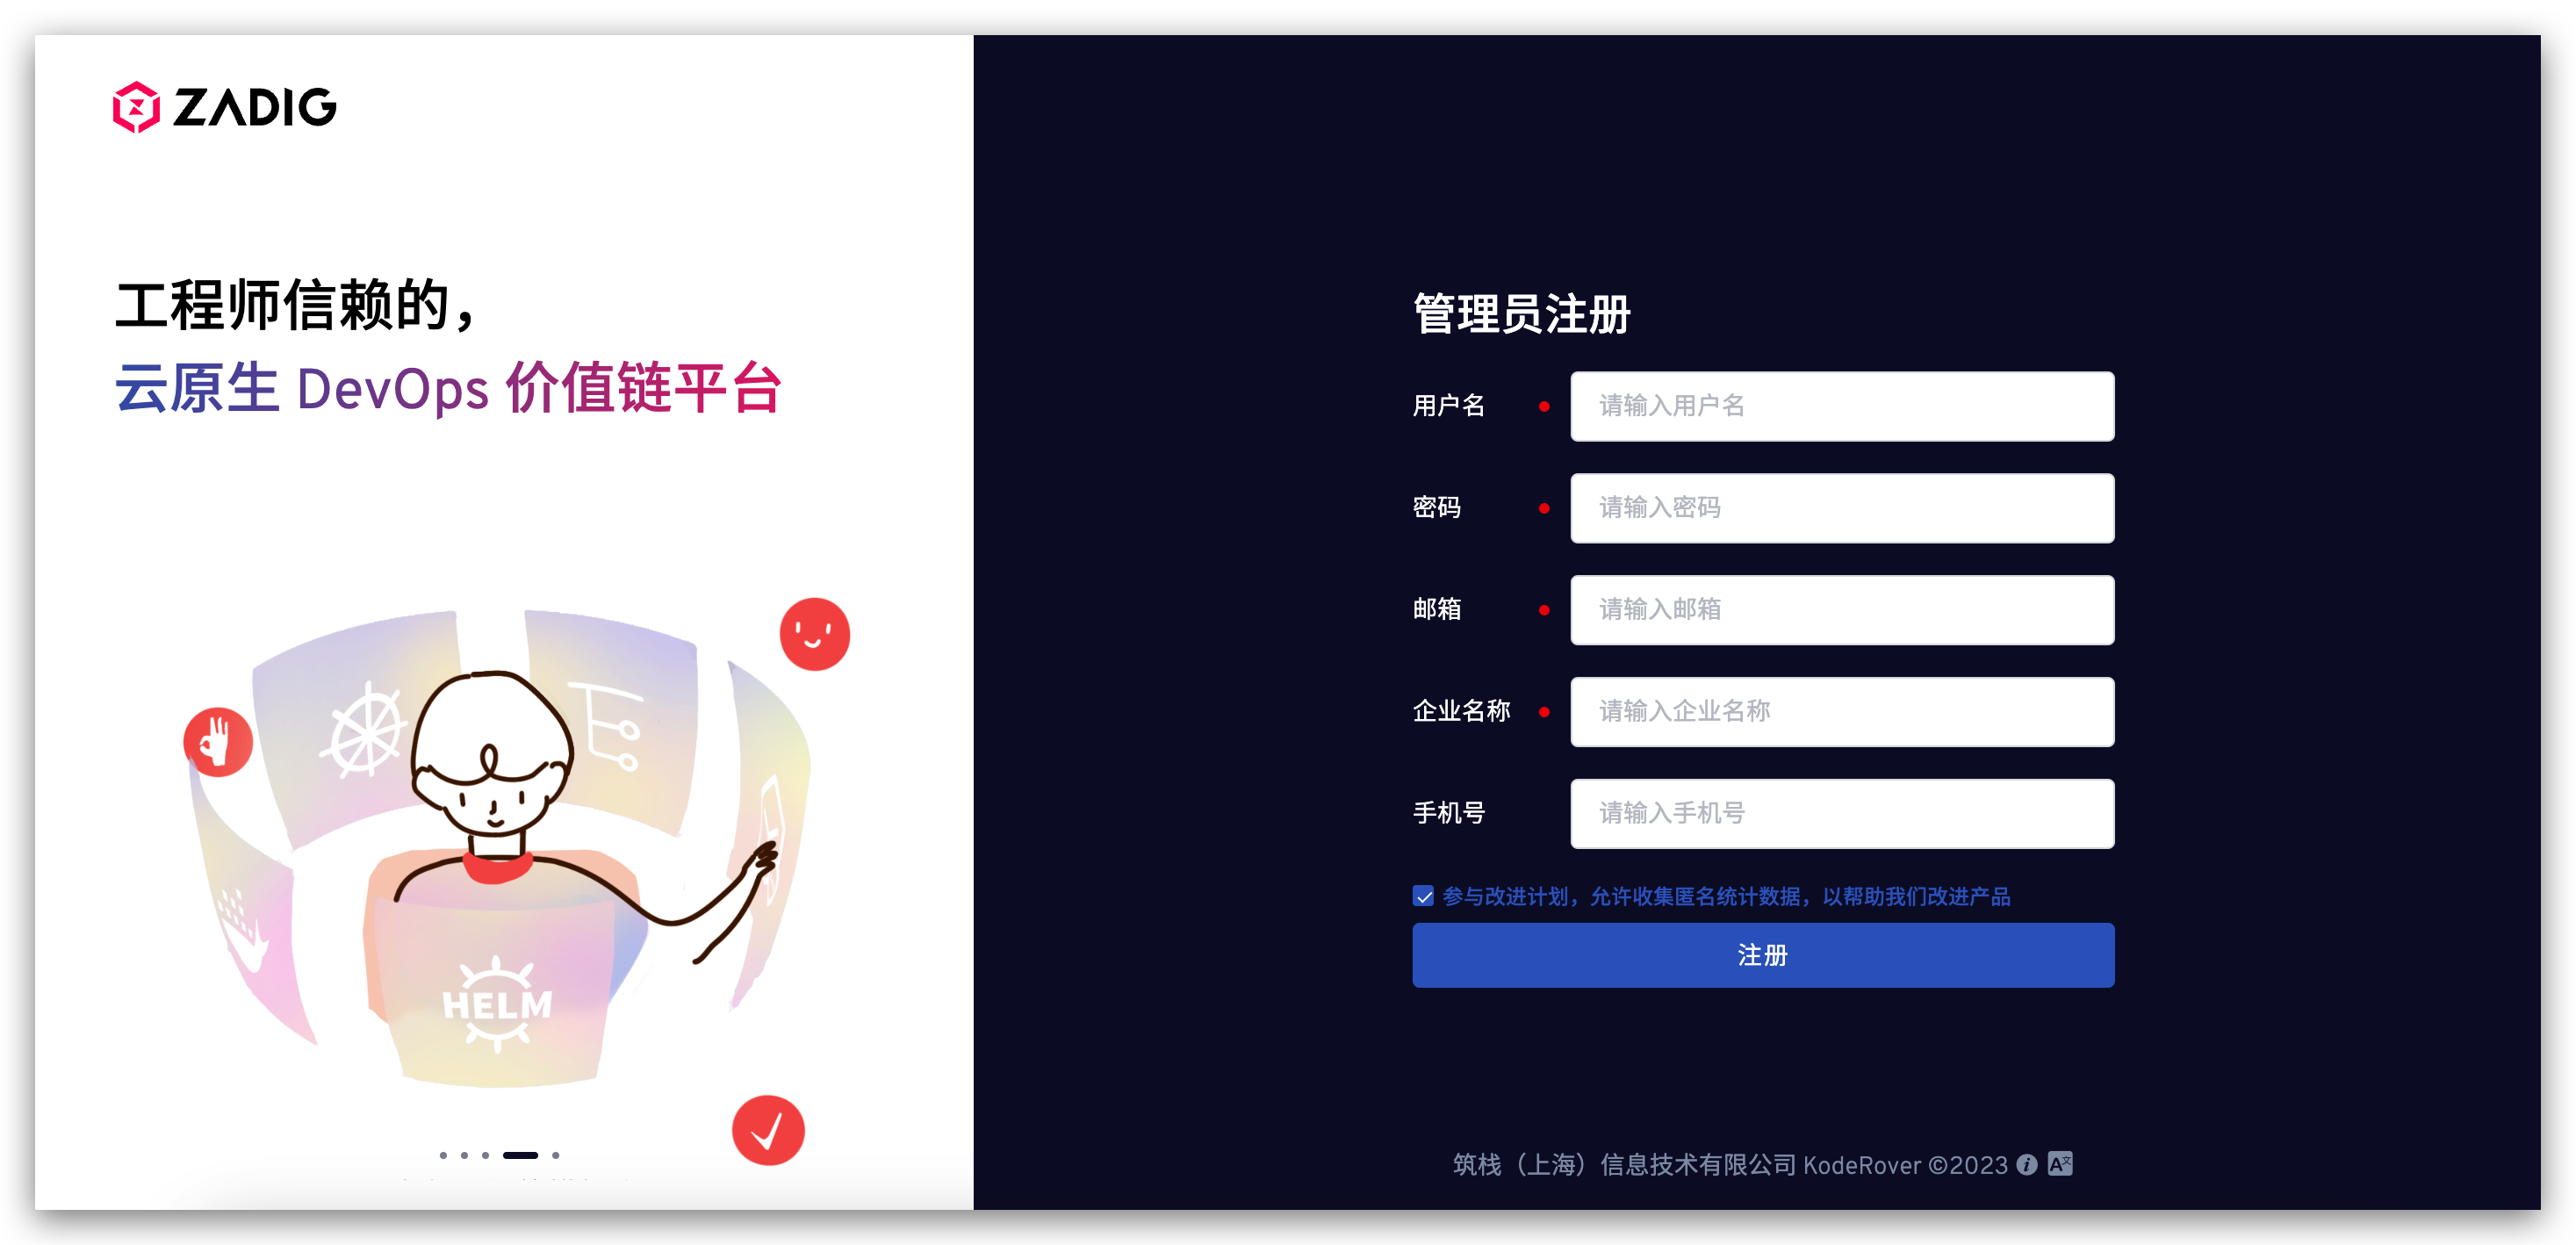 ZADIG
工程师信赖的，
云原生 DevOps 价值链平台
HELM
管理员注册
用户名
请输入用户名
密码
请输入密码
邮箱
请输入邮箱
企业名称
请输入企业名称
手机号
请输入手机号
参与改进计划，允许收集匿名统计数据，以帮助我们改进产品
注册
筑栈（上海）信息技术有限公司 KodeRover ©2023